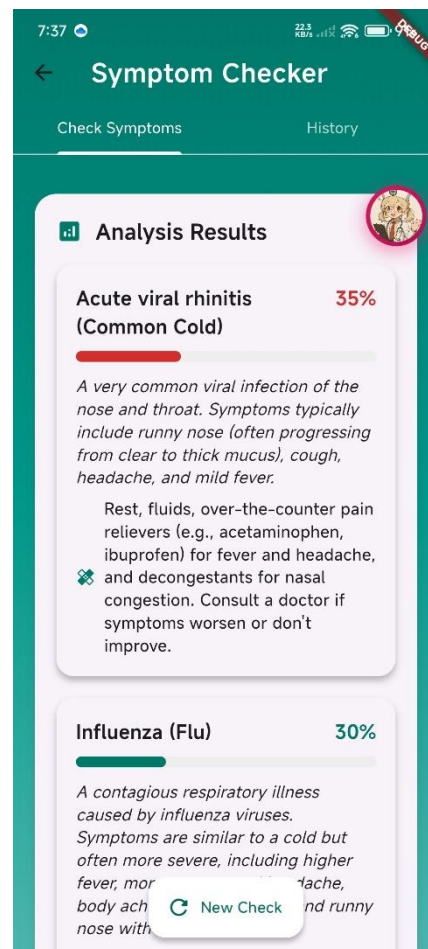 7:37
22.3
KB/s
DEBUG
Symptom Checker
Check Symptoms
History
Analysis Results
Acute viral rhinitis
35%
(Common Cold)
A very common viral infection of the
nose and throat. Symptoms typically
include runny nose (often progressing
from clear to thick mucus), cough,
headache, and mild fever.
Rest, fluids, over-the-counter pain
relievers (e.g., acetaminophen,
ibuprofen) for fever and headache,
and decongestants for nasal
congestion. Consult a doctor if
symptoms worsen or don't
improve.
Influenza (Flu)
30%
A contagious respiratory illness
caused by influenza viruses.
Symptoms are similar to a cold but
often more severe, including higher
fever,
body
New Check
runny
nose